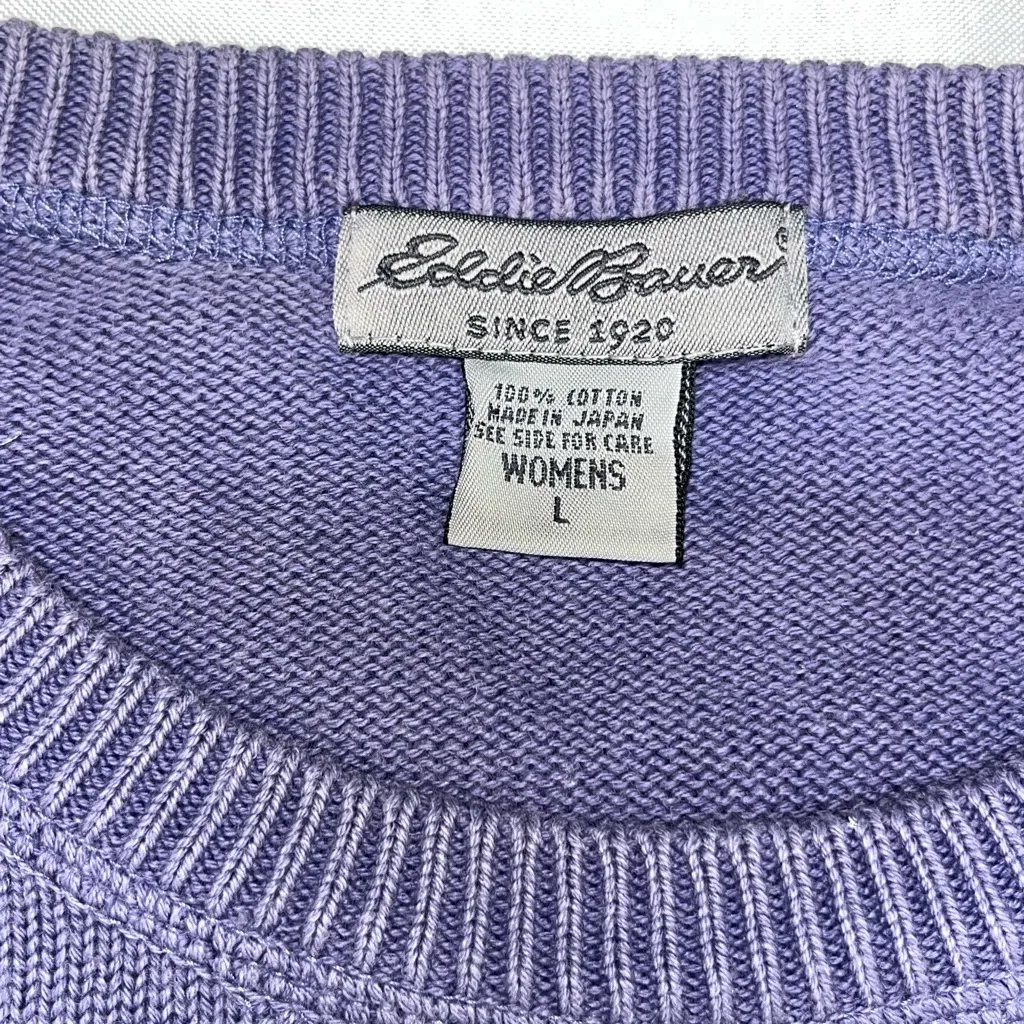 Eddie Bauer®
SINCE 1920
100% COTTON
MADE IN JAPAN
SEE SIDE FOR CARE
WOMENS
L